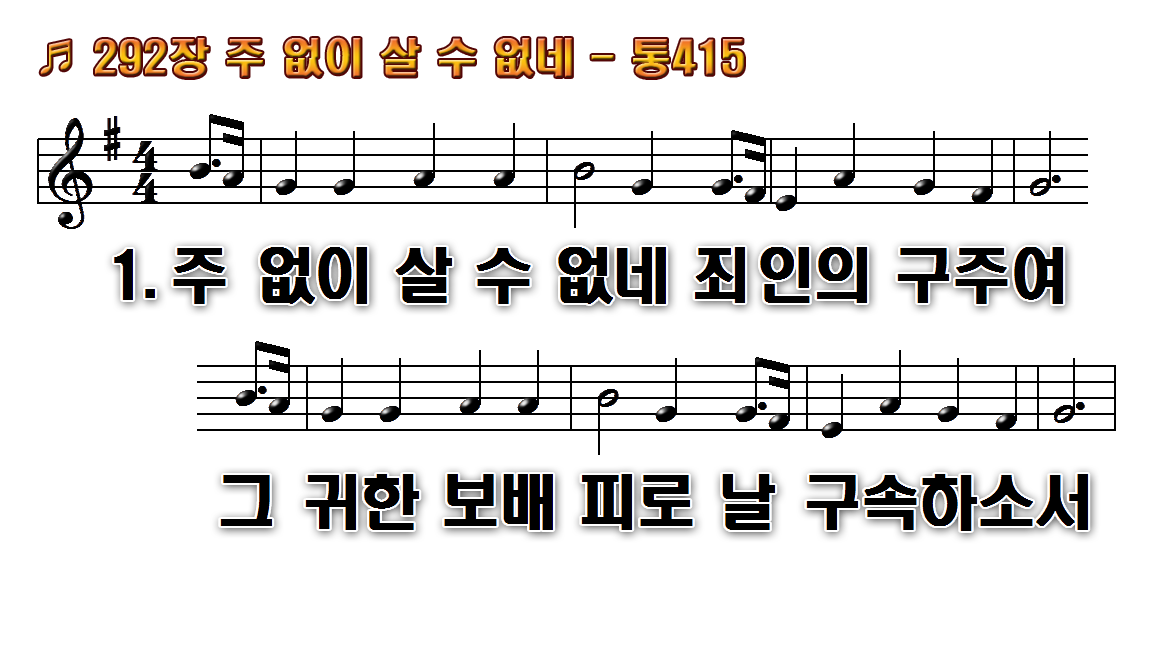 ♬ 292장 주 없이 살 수 없네 - 통415
4
4
1. 주 없이 살 수 없네 죄인의 구주여
그 귀한 보배 피로 날 구속하소서